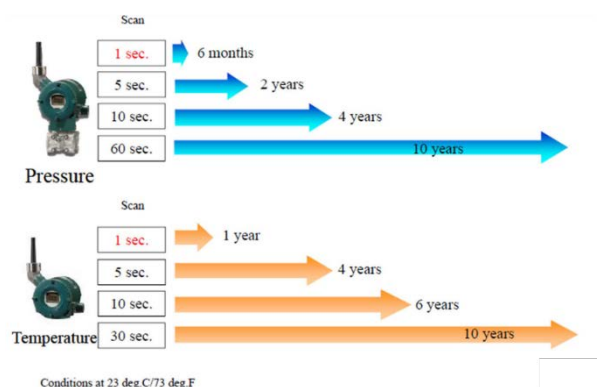 Scan
1 sec. 6 months
5 sec. 2 years
10 sec. 4 years
60 sec. 10 years
Pressure
Scan
1 sec. 1 year
5 sec. 4 years
10 sec. 6 years
Temperature 30 sec. 10 years
Conditions at 23 deg.C/73 deg.F